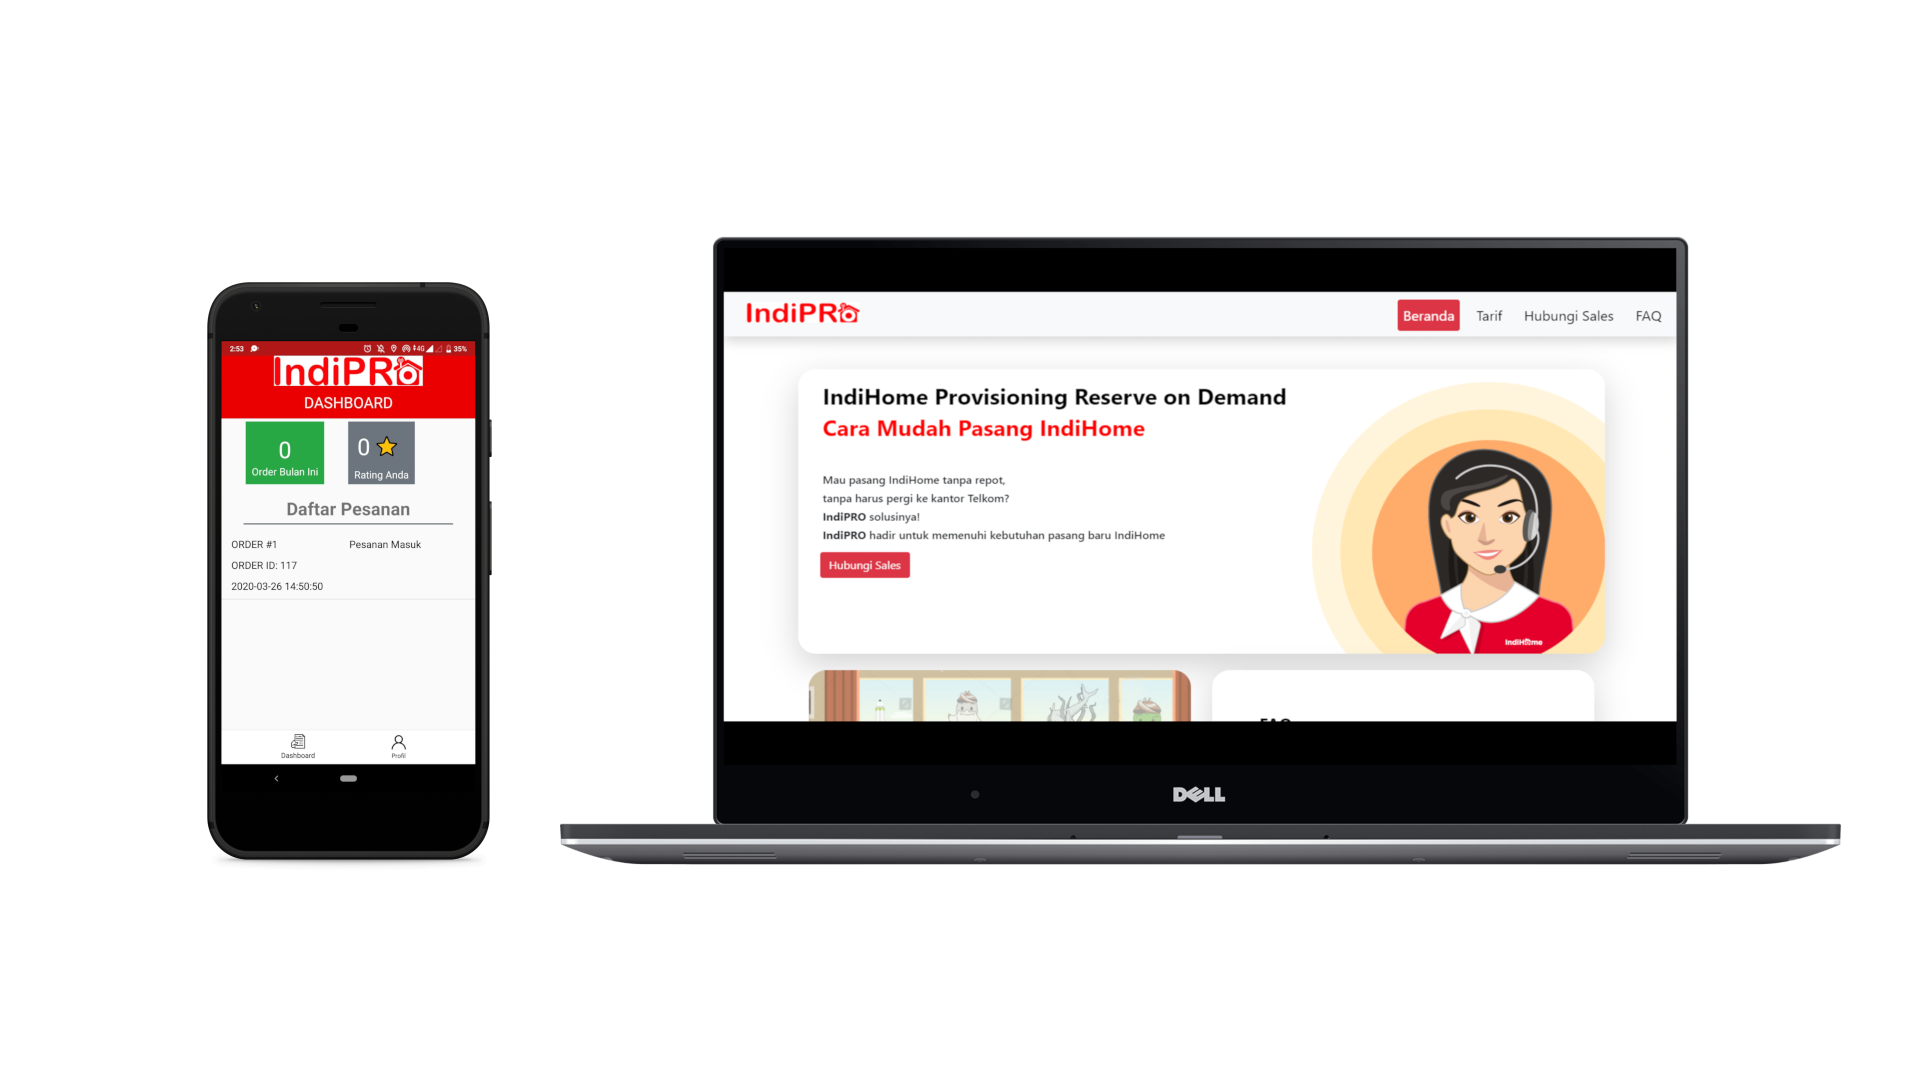 2:53
4G
35%
IndiPRO
DASHBOARD
0
Order Bulan Ini
0
Rating Anda
Daftar Pesanan
ORDER #1
Pesanan Masuk
ORDER ID: 117
2020-03-26 14:50:50
Dashboard
Profil
IndiPRO
Beranda
Tarif
Hubungi Sales
FAQ
IndiHome Provisioning Reserve on Demand
Cara Mudah Pasang IndiHome
Mau pasang IndiHome tanpa repot,
tanpa harus pergi ke kantor Telkom?
IndiPRO solusinya!
IndiPRO hadir untuk memenuhi kebutuhan pasang baru IndiHome
Hubungi Sales
IndiHome
FAQ
DELL